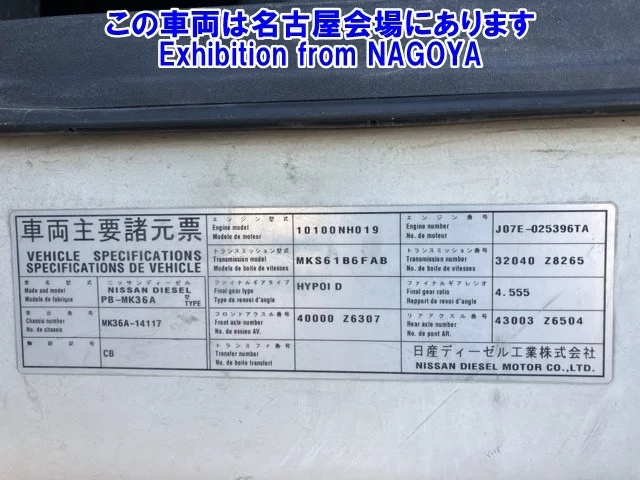 この車両は名古屋会場にあります
Exhibition from NAGOYA
車両主要諸元票
VEHICLE SPECIFICATIONS
SPECIFICATIONS DE VEHICLE
車名型式 ニッサンディーゼル
Make and model NISSAN DIESEL 型
Modele de fabrique PB-MK36A TYPE
車台番号
Chassis number MK36A-14117
No. de chassis
CB
エンジン型式
Engine model 10100NH019
Modele de moteur
トランスミッション型式
Transmission model MKS61B6FAB
Modele de boite de vitesses
ファイナルギアタイプ HYPOI D
Final gear type
Type de renvoi d'angle
フロントアクスル番号 40000 Z6307
Front axle number
No. de essieu AV.
トランスファ番号
Transfer number
No. de boite transfert
エンジン番号
Engine number J07E-025396TA
No. de moteur
トランスミッション番号
Transmission number 32040 Z8265
No. de boite de vitesses
ファイナルギアレシオ
Final gear ratio 4.555
Rapport de renvoi d'angle
リアアクスル番号
Rear axle number 43003 Z6504
No. de pont AR.
日産ディーゼル工業株式会社
NISSAN DIESEL MOTOR CO.,LTD.